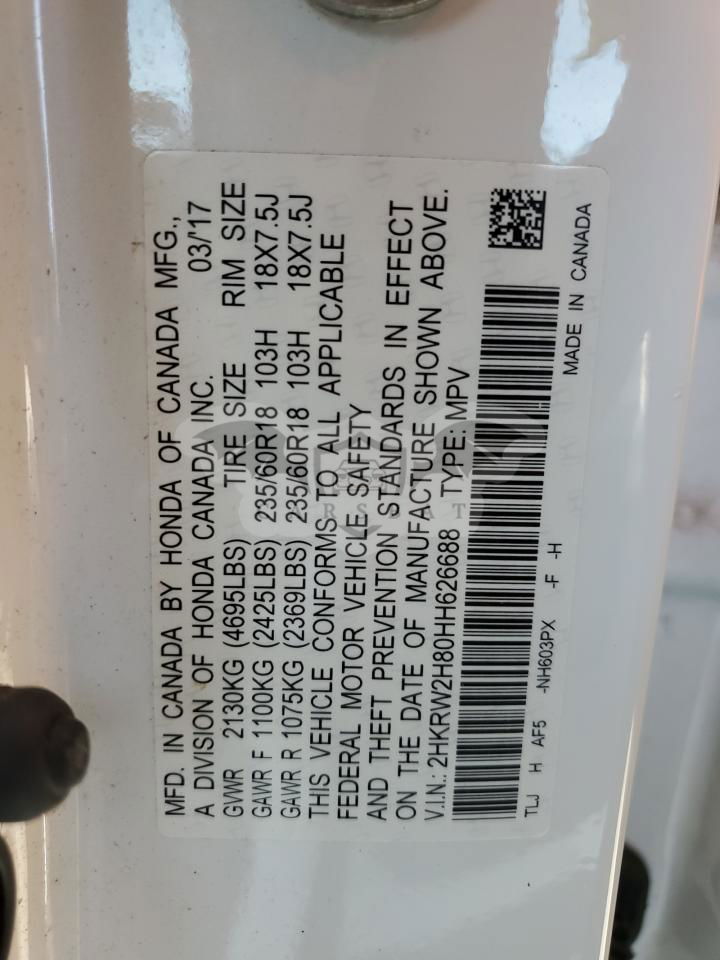 MFD. IN CANADA BY HONDA OF CANADA MFG.,
A DIVISION OF HONDA CANADA INC. 03/'17
GVWR 2130KG (4695LBS) TIRE SIZE RIM SIZE
GAWR F 1100KG (2425LBS) 235/60R18 103H 18X7.5J
GAWR R 1075KG (2369LBS) 235/60R18 103H 18X7.5J
THIS VEHICLE CONFORMS TO ALL APPLICABLE
FEDERAL MOTOR VEHICLE SAFETY
AND THEFT PREVENTION STANDARDS IN EFFECT
ON THE DATE OF MANUFACTURE SHOWN ABOVE.
V.I.N.: 2HKRW2H80HH626688 TYPE: MPV
TLJ H AF5 -NH603PX -F -H
MADE IN CANADA